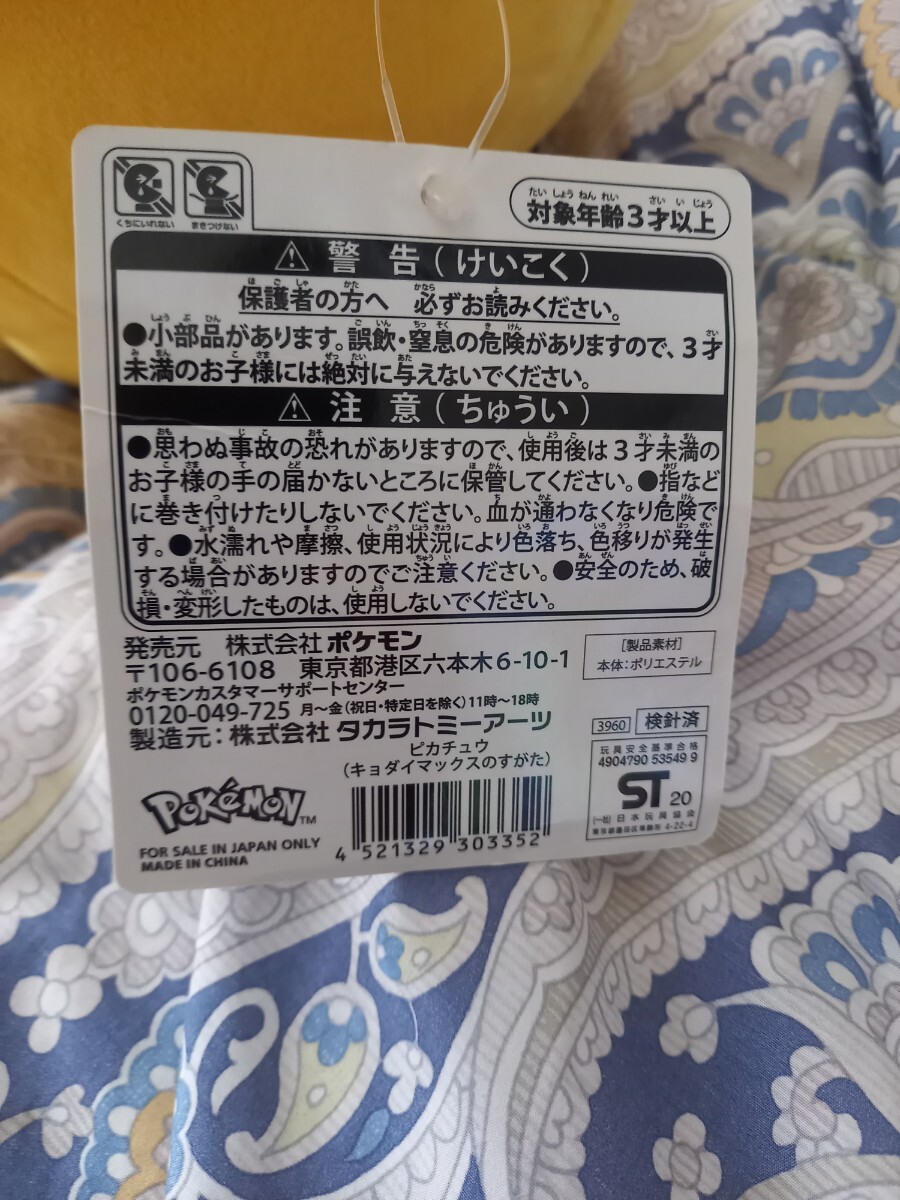 くちにいれない
まきつけない
対象年齢3才以上
警告(けいこく)
保護者の方へ 必ずお読みください。
●小部品があります。誤飲・窒息の危険がありますので、3才
未満のお子様には絶対に与えないでください。
注意(ちゅうい)
●思わぬ事故の恐れがありますので、使用後は3才未満の
お子様の手の届かないところに保管してください。●指など
に巻き付けたりしないでください。血が通わなくなり危険で
す。●水濡れや摩擦、使用状況により色落ち、色移りが発生
する場合がありますのでご注意ください。●安全のため、破
損・変形したものは、使用しないでください。
発売元 株式会社ポケモン
〒106-6108 東京都港区六本木6-10-1
ポケモンカスタマーサポートセンター
0120-049-725 月〜金(祝日・特定日を除く)11時〜18時
製造元:株式会社タカラトミーアーツ
[製品素材]
本体:ポリエステル
ピカチュウ
(キョダイマックスのすがた)
3960 検針済
玩具安全基準合格
4904790 53549 9
ST 20
(一社)日本玩具協会
東京都墨田区東駒形 4-22-4
POKéMON TM
FOR SALE IN JAPAN ONLY
MADE IN CHINA
4 521329 303352